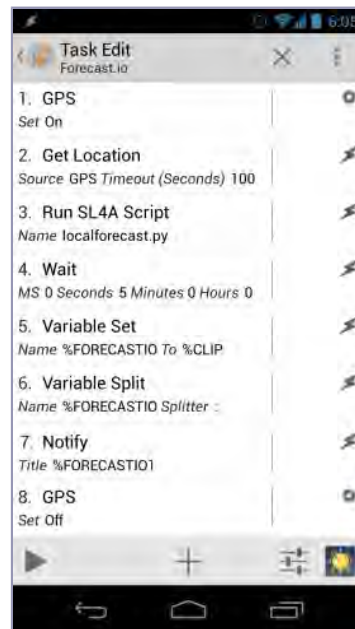 6:05
Task Edit
Forecast.io
1. GPS
Set On
2. Get Location
Source GPS Timeout (Seconds) 100
3. Run SL4A Script
Name localforecast.py
4. Wait
MS 0 Seconds 5 Minutes 0 Hours 0
5. Variable Set
Name %FORECASTIO To %CLIP
6. Variable Split
Name %FORECASTIO Splitter :
7. Notify
Title %FORECASTIO1
8. GPS
Set Off